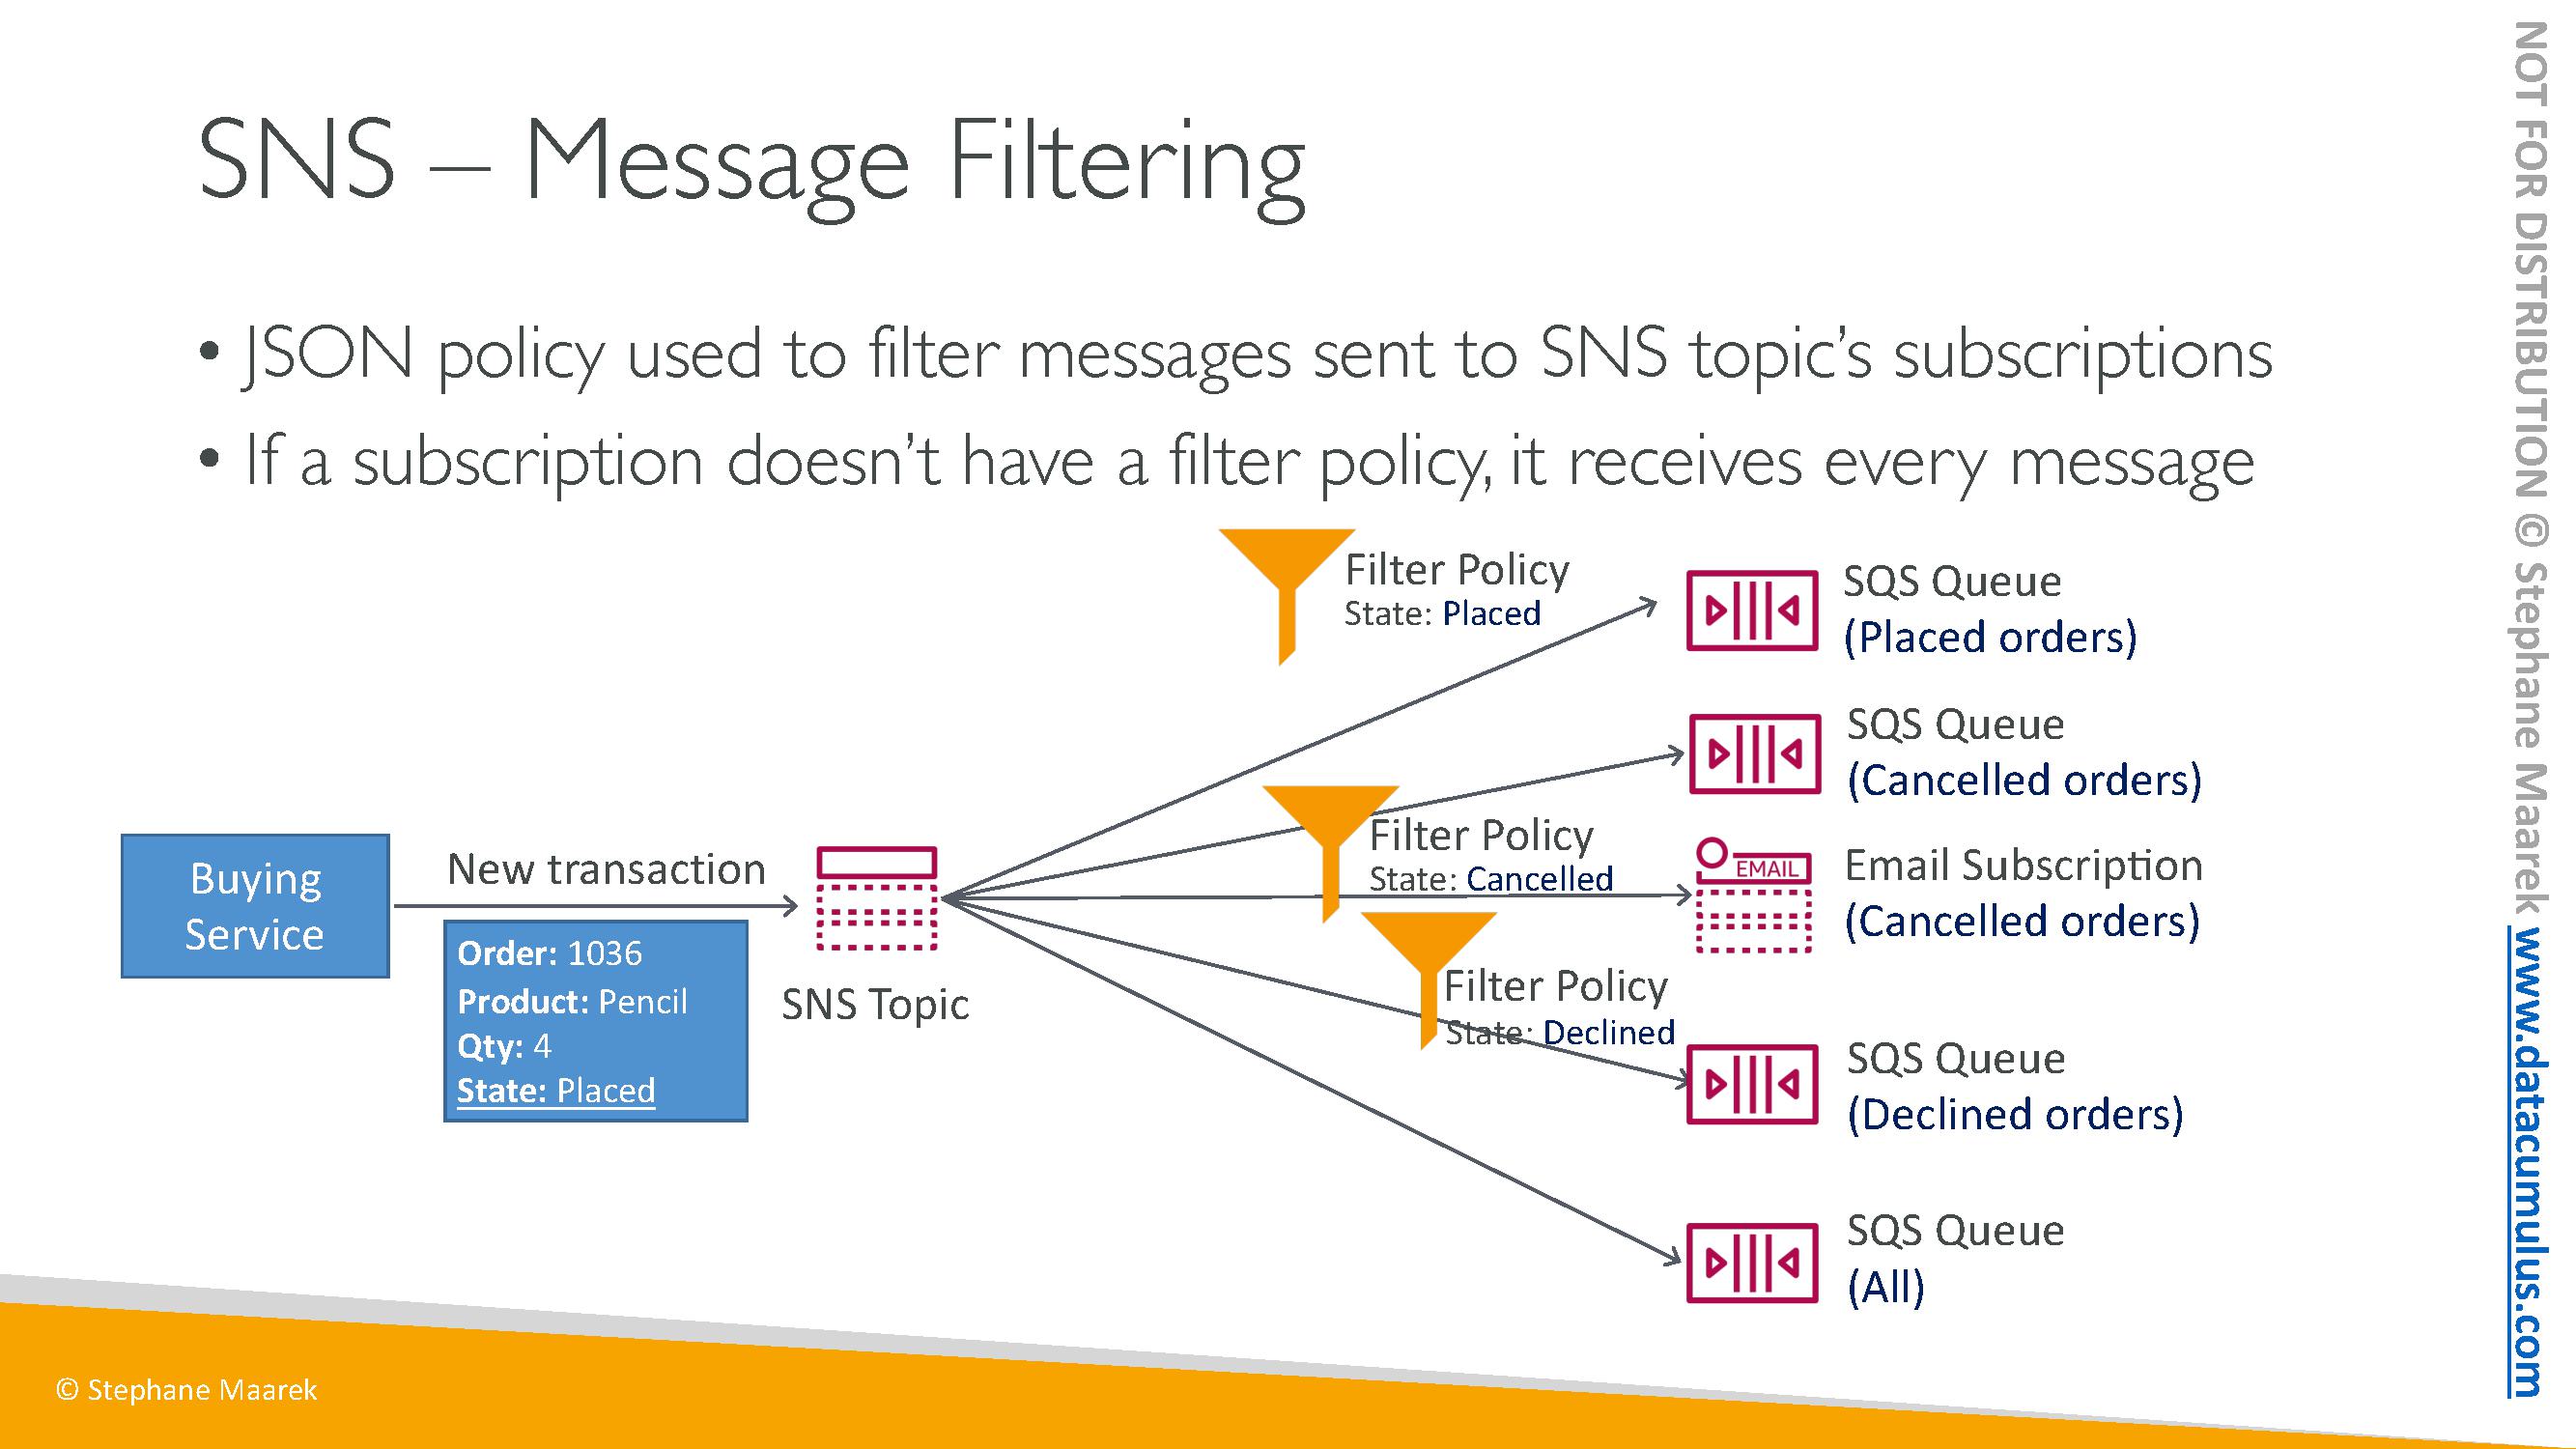 SNS – Message Filtering
• JSON policy used to filter messages sent to SNS topic’s subscriptions
• If a subscription doesn’t have a filter policy, it receives every message
Filter Policy
State: Placed
SQS Queue
(Placed orders)
SQS Queue
(Cancelled orders)
Filter Policy
State: Cancelled
Buying
Service
New transaction
Order: 1036
Product: Pencil
Qty: 4
State: Placed
SNS Topic
EMAIL
Email Subscription
(Cancelled orders)
Filter Policy
State: Declined
SQS Queue
(Declined orders)
SQS Queue
(All)
© Stephane Maarek
NOT FOR DISTRIBUTION © Stephane Maarek www.datacumulus.com